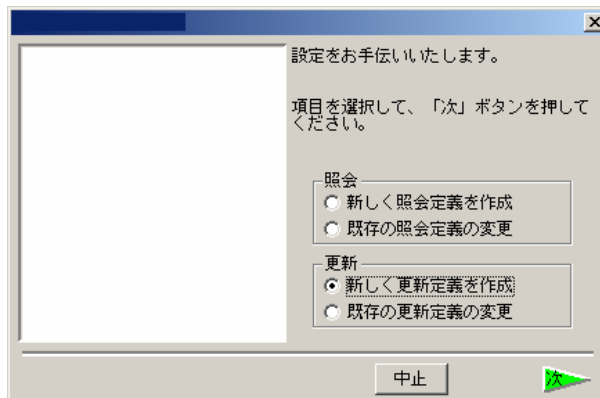 設定をお手伝いいたします。
項目を選択して、「次」ボタンを押して
ください。
照会
新しく照会定義を作成
既存の照会定義の変更
更新
新しく更新定義を作成
既存の更新定義の変更
中止
次